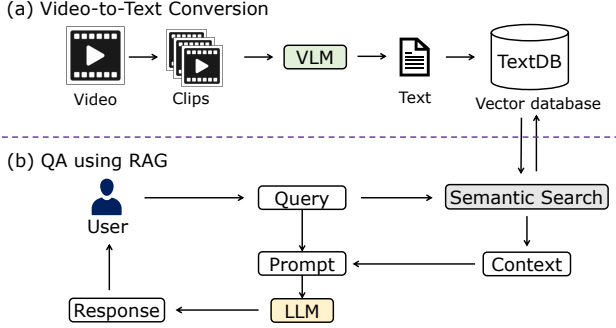 (a) Video-to-Text Conversion
Video
Clips
VLM
Text
TextDB
Vector database
(b) QA using RAG
User
Query
Semantic Search
Prompt
Context
Response
LLM